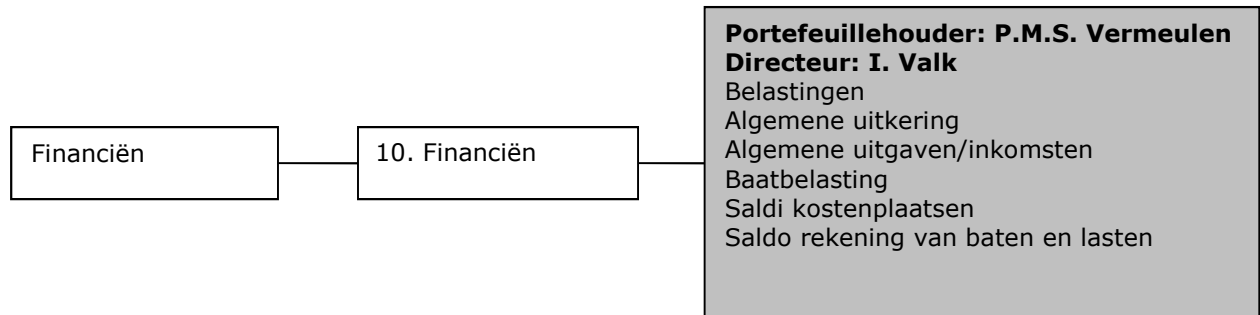 Financiën
10. Financiën
Portefeuillehouder: P.M.S. Vermeulen
Directeur: I. Valk
Belastingen
Algemene uitkering
Algemene uitgaven/inkomsten
Baatbelasting
Saldi kostenplaatsen
Saldo rekening van baten en lasten